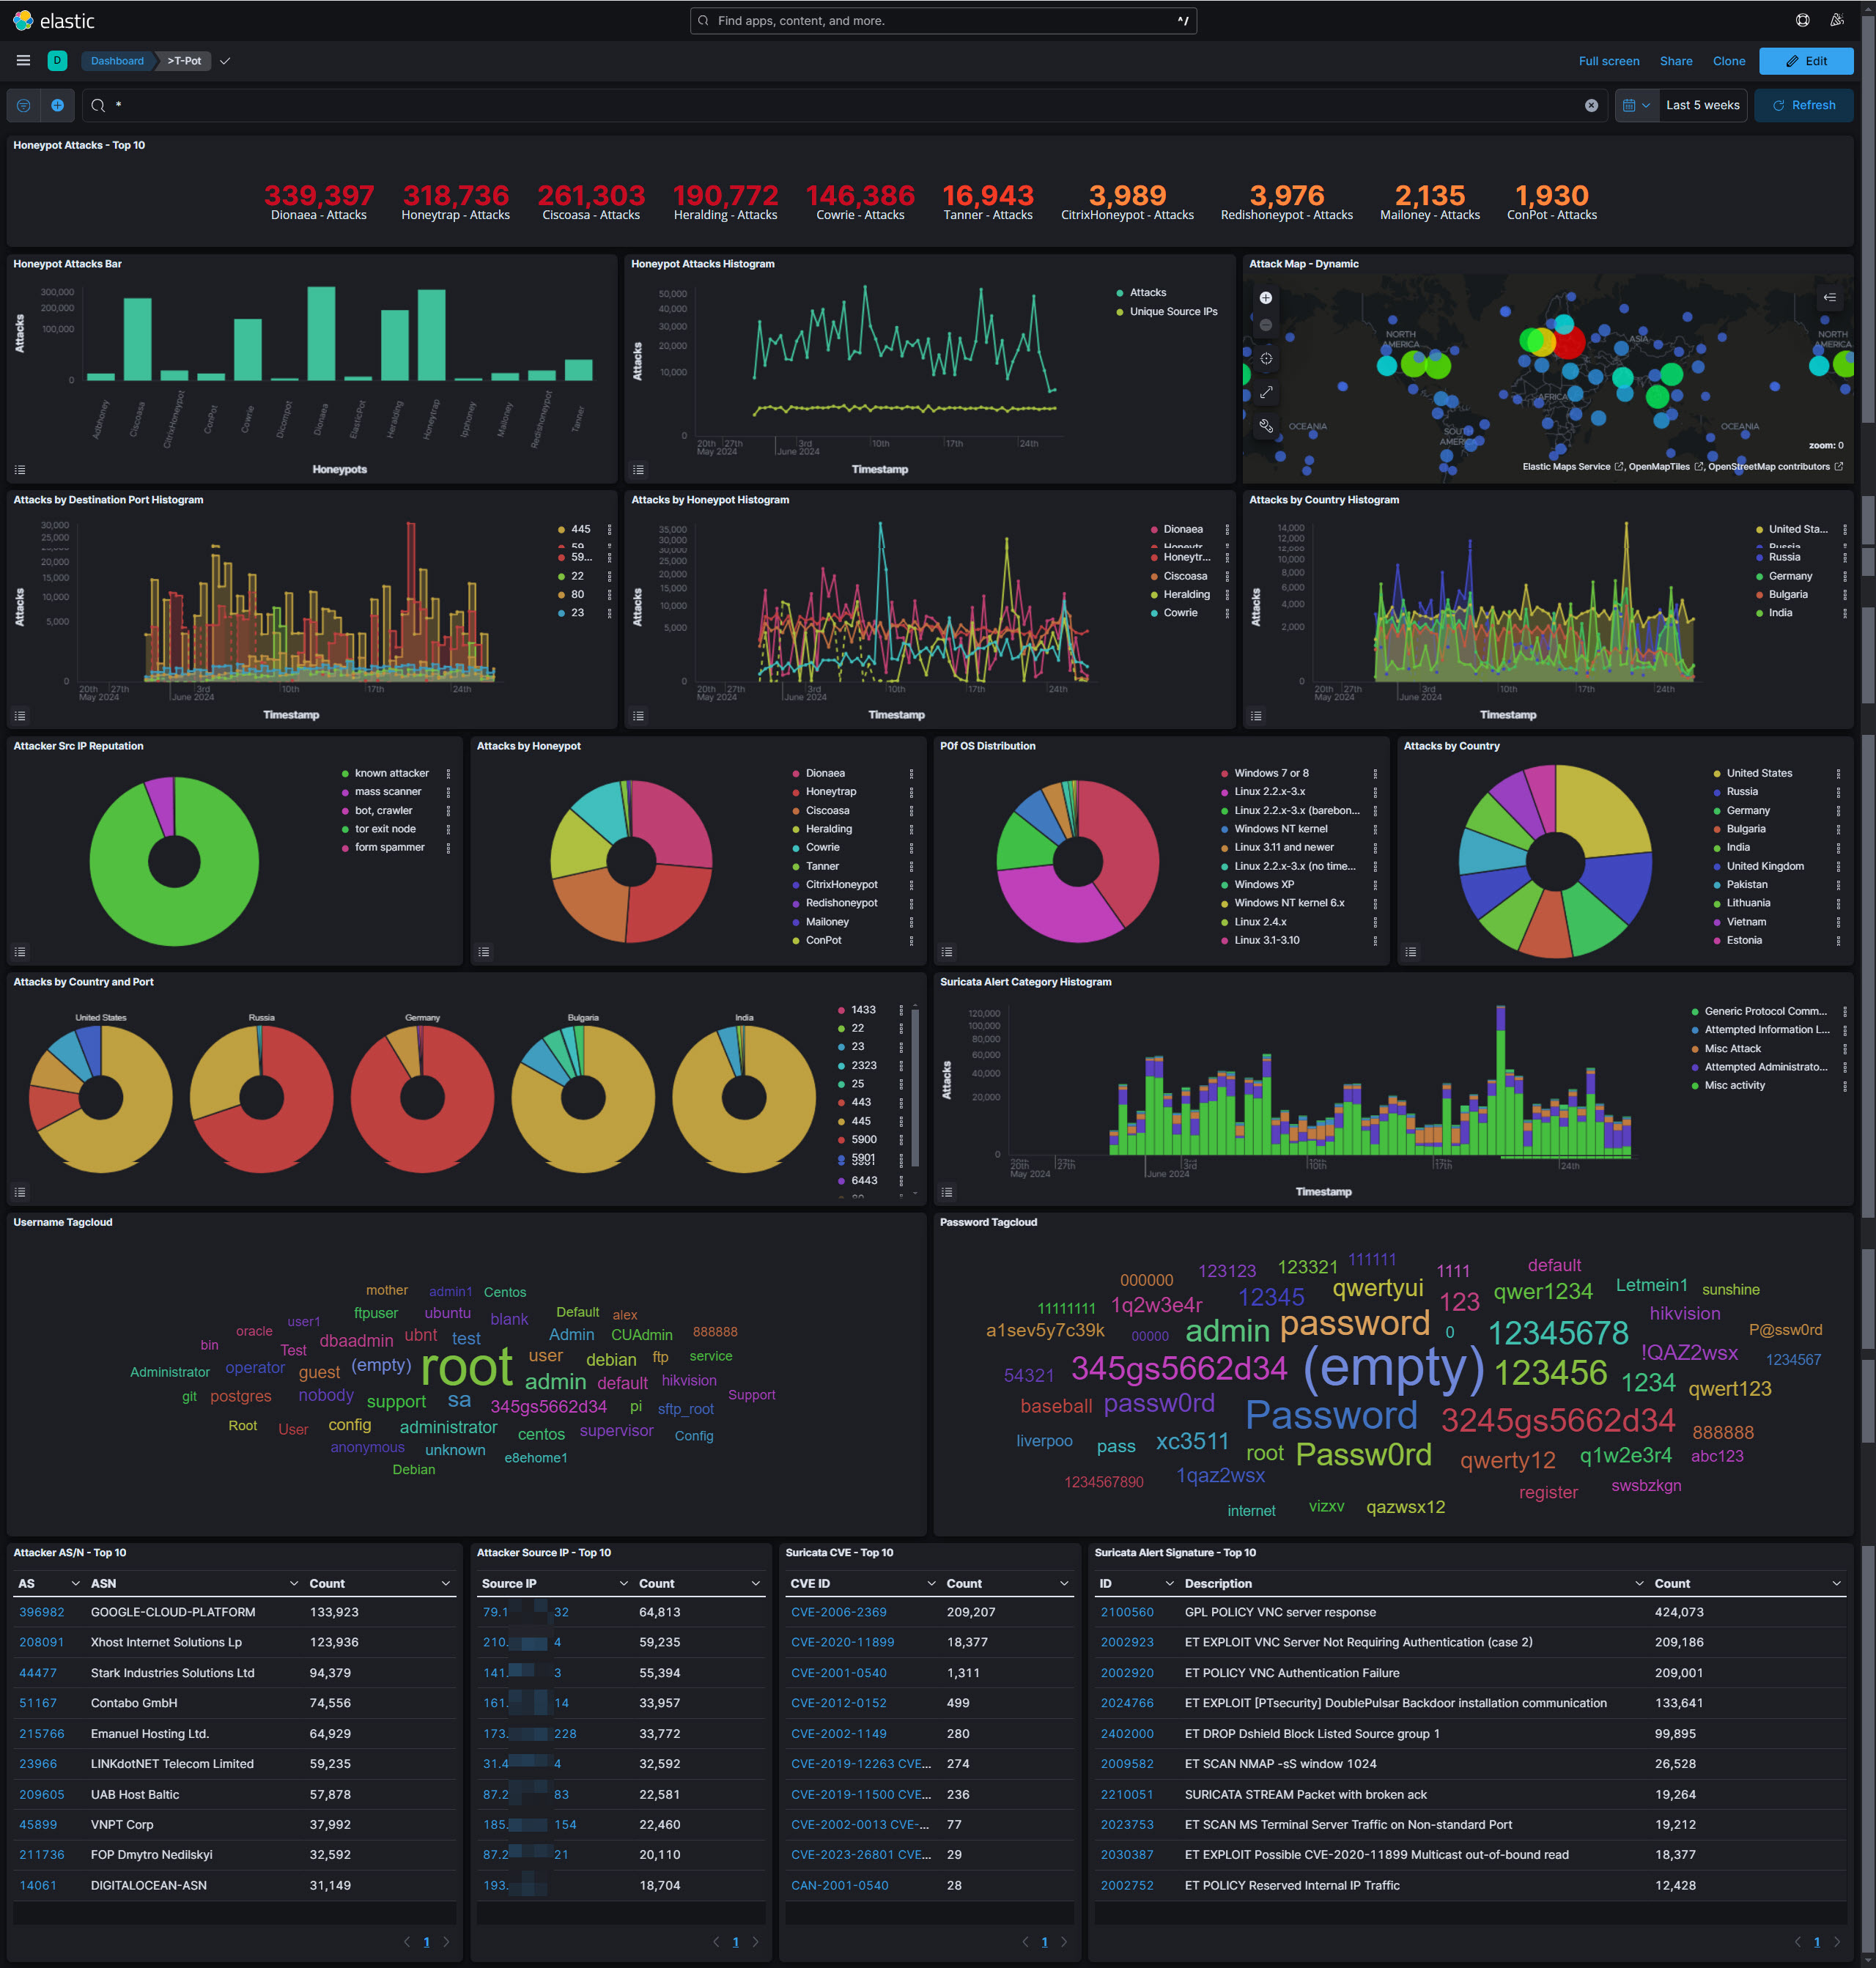 elastic
Find apps, content, and more.
^/
D
Dashboard
>T-Pot
Full screen
Share
Clone
Edit
*
Last 5 weeks
Refresh
Honeypot Attacks - Top 10
339,397 318,736 261,303 190,772 146,386 16,943 3,989 3,976 2,135 1,930
Dionaea - Attacks Honeytrap - Attacks Ciscoasa - Attacks Heralding - Attacks Cowrie - Attacks Tanner - Attacks CitrixHoneypot - Attacks Redishoneypot - Attacks Mailoney - Attacks ConPot - Attacks
Honeypot Attacks Bar
Attacks
300,000
200,000
100,000
0
Adbhoney Ciscoasa CitrixHoneypot ConPot Cowrie Dicompot Dionaea ElasticPot Heralding Honeytrap Ipphoney Mailoney Redishoneypot Tanner
Honeypots
Honeypot Attacks Histogram
Attacks
50,000
40,000
30,000
20,000
10,000
0
20th 27th 3rd 10th 17th 24th
May 2024 June 2024
Timestamp
Attacks
Unique Source IPs
Attack Map - Dynamic
NORTH AMERICA
ASIA
NORTH AMERICA
AFRICA
OCEANIA
SOUTH AMERICA
OCEANIA
zoom: 0
Elastic Maps Service , OpenMapTiles , OpenStreetMap contributors
Attacks by Destination Port Histogram
Attacks
30,000
25,000
20,000
15,000
10,000
5,000
0
20th 27th 3rd 10th 17th 24th
May 2024 June 2024
Timestamp
445
59
59...
22
80
23
Attacks by Honeypot Histogram
Attacks
35,000
30,000
30,000
25,000
20,000
15,000
10,000
5,000
0
20th 27th 3rd 10th 17th 24th
May 2024 June 2024
Timestamp
Dionaea
Honeytr
Honeytr...
Ciscoasa
Heralding
Cowrie
Attacks by Country Histogram
Attacks
14,000
12,000
12,000
10,000
8,000
6,000
4,000
2,000
0
20th 27th 3rd 10th 17th 24th
May 2024 June 2024
Timestamp
United Sta...
Russia
Russia
Germany
Bulgaria
India
Attacker Src IP Reputation
known attacker
mass scanner
bot, crawler
tor exit node
form spammer
Attacks by Honeypot
Dionaea
Honeytrap
Ciscoasa
Heralding
Cowrie
Tanner
CitrixHoneypot
Redishoneypot
Mailoney
ConPot
P0f OS Distribution
Windows 7 or 8
Linux 2.2.x-3.x
Linux 2.2.x-3.x (barebon...
Windows NT kernel
Linux 3.11 and newer
Linux 2.2.x-3.x (no time...
Windows XP
Windows NT kernel 6.x
Linux 2.4.x
Linux 3.1-3.10
Attacks by Country
United States
Russia
Germany
Bulgaria
India
United Kingdom
Pakistan
Lithuania
Vietnam
Estonia
Attacks by Country and Port
United States
Russia
Germany
Bulgaria
India
1433
22
23
2323
25
443
445
5900
5901
6443
80
Suricata Alert Category Histogram
Attacks
120,000
100,000
80,000
60,000
40,000
20,000
0
20th 27th 3rd 10th 17th 24th
May 2024 June 2024
Timestamp
Generic Protocol Comm...
Attempted Information L...
Misc Attack
Attempted Administrato...
Misc activity
Username Tagcloud
mother admin1 Centos
ftpuser ubuntu blank Default alex
oracle user1 dbaadmin ubnt test Admin CUAdmin 888888
bin Test (empty) root user debian ftp service
Administrator operator guest admin default hikvision
git postgres nobody support sa 345gs5662d34 pi sftp_root Support
Root User config administrator centos supervisor Config
anonymous unknown e8ehome1
Debian
Password Tagcloud
000000 123123 123321 111111 1111 default
11111111 1q2w3e4r 12345 qwertyui 123 qwer1234 Letmein1 sunshine
a1sev5y7c39k 00000 admin password 0 12345678 hikvision P@ssw0rd
54321 345gs5662d34 (empty) 123456 !QAZ2wsx 1234567
baseball passw0rd Password 3245gs5662d34 1234 qwert123
liverpoo pass xc3511 root Passw0rd qwerty12 q1w2e3r4 888888 abc123
1234567890 1qaz2wsx register swsbzkgn
internet vizxv qazwsx12
Attacker AS/N - Top 10
AS ASN Count
396982 GOOGLE-CLOUD-PLATFORM 133,923
208091 Xhost Internet Solutions Lp 123,936
44477 Stark Industries Solutions Ltd 94,379
51167 Contabo GmbH 74,556
215766 Emanuel Hosting Ltd. 64,929
23966 LINKdotNET Telecom Limited 59,235
209605 UAB Host Baltic 57,878
45899 VNPT Corp 37,992
211736 FOP Dmytro Nedilskyi 32,592
14061 DIGITALOCEAN-ASN 31,149
1
Attacker Source IP - Top 10
Source IP Count
79.1 32 64,813
210. 4 59,235
141. 3 55,394
161. 14 33,957
173. 228 33,772
31.4 4 32,592
87.2 83 22,581
185. 154 22,460
87.2 21 20,110
193. 18,704
1
Suricata CVE - Top 10
CVE ID Count
CVE-2006-2369 209,207
CVE-2020-11899 18,377
CVE-2001-0540 1,311
CVE-2012-0152 499
CVE-2002-1149 280
CVE-2019-12263 CVE... 274
CVE-2019-11500 CVE... 236
CVE-2002-0013 CVE-... 77
CVE-2023-26801 CVE... 29
CAN-2001-0540 28
1
Suricata Alert Signature - Top 10
ID Description Count
2100560 GPL POLICY VNC server response 424,073
2002923 ET EXPLOIT VNC Server Not Requiring Authentication (case 2) 209,186
2002920 ET POLICY VNC Authentication Failure 209,001
2024766 ET EXPLOIT [PTsecurity] DoublePulsar Backdoor installation communication 133,641
2402000 ET DROP Dshield Block Listed Source group 1 99,895
2009582 ET SCAN NMAP -sS window 1024 26,528
2210051 SURICATA STREAM Packet with broken ack 19,264
2023753 ET SCAN MS Terminal Server Traffic on Non-standard Port 19,212
2030387 ET EXPLOIT Possible CVE-2020-11899 Multicast out-of-bound read 18,377
2002752 ET POLICY Reserved Internal IP Traffic 12,428
1